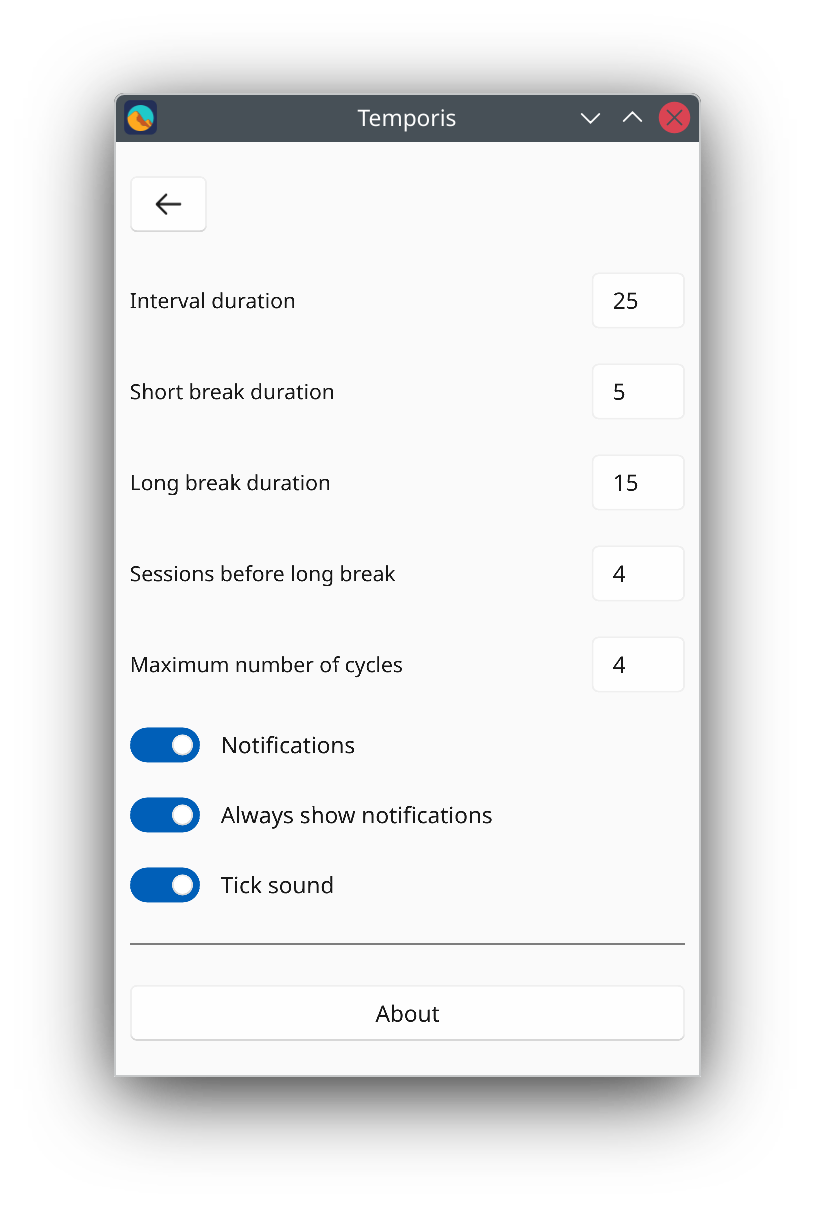 Temporis
Interval duration 25
Short break duration 5
Long break duration 15
Sessions before long break 4
Maximum number of cycles 4
Notifications
Always show notifications
Tick sound
About